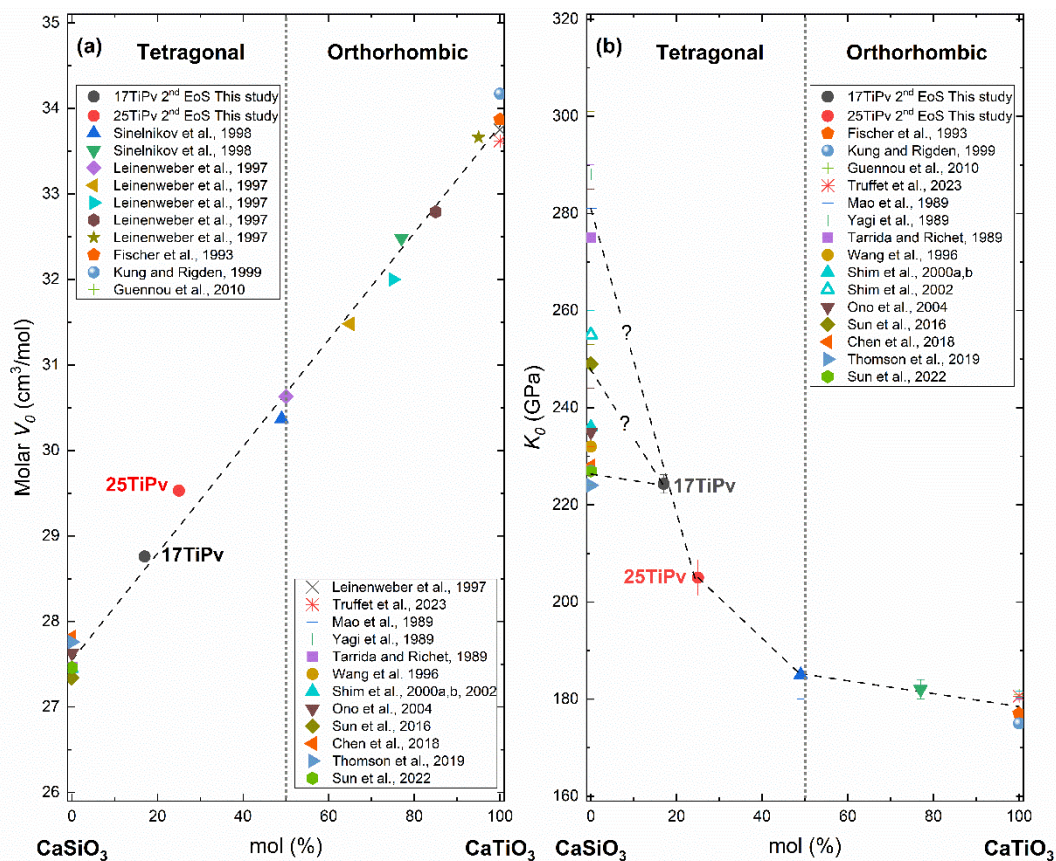 (a)
Tetragonal
Orthorhombic
17TiPv 2nd EoS This study
25TiPv 2nd EoS This study
Sinelnikov et al., 1998
Sinelnikov et al., 1998
Leinenweber et al., 1997
Leinenweber et al., 1997
Leinenweber et al., 1997
Leinenweber et al., 1997
Leinenweber et al., 1997
Fischer et al., 1993
Kung and Rigden, 1999
Guennou et al., 2010
25TiPv
17TiPv
Leinenweber et al., 1997
Truffet et al., 2023
Mao et al., 1989
Yagi et al., 1989
Tarrida and Richet, 1989
Wang et al. 1996
Shim et al., 2000a,b, 2002
Ono et al., 2004
Sun et al., 2016
Chen et al., 2018
Thomson et al., 2019
Sun et al., 2022
Molar V0 (cm3/mol)
35
34
33
32
31
30
29
28
27
26
0 20 40 60 80 100
CaSiO3
mol (%)
CaTiO3
(b)
Tetragonal
Orthorhombic
17TiPv 2nd EoS This study
25TiPv 2nd EoS This study
Fischer et al., 1993
Kung and Rigden, 1999
Guennou et al., 2010
Truffet et al., 2023
Mao et al., 1989
Yagi et al., 1989
Tarrida and Richet, 1989
Wang et al., 1996
Shim et al., 2000a,b
Shim et al., 2002
Ono et al., 2004
Sun et al., 2016
Chen et al., 2018
Thomson et al., 2019
Sun et al., 2022
?
?
17TiPv
25TiPv
K0 (GPa)
320
300
280
260
240
220
200
180
160
0 20 40 60 80 100
CaSiO3
mol (%)
CaTiO3